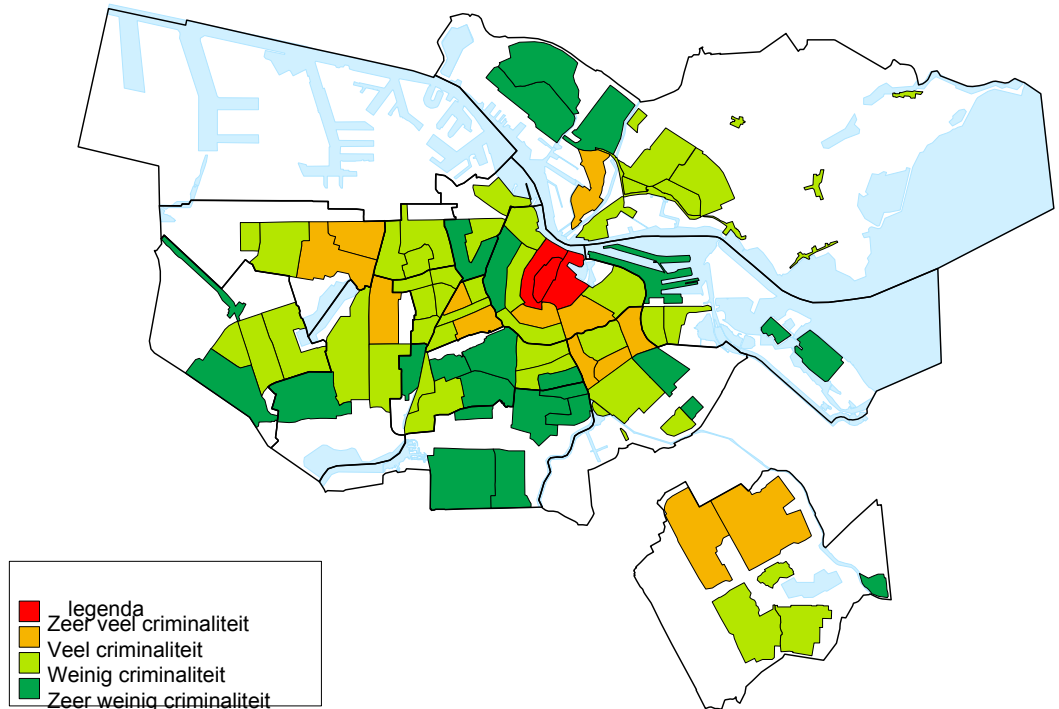 legenda
Zeer veel criminaliteit
Veel criminaliteit
Weinig criminaliteit
Zeer weinig criminaliteit